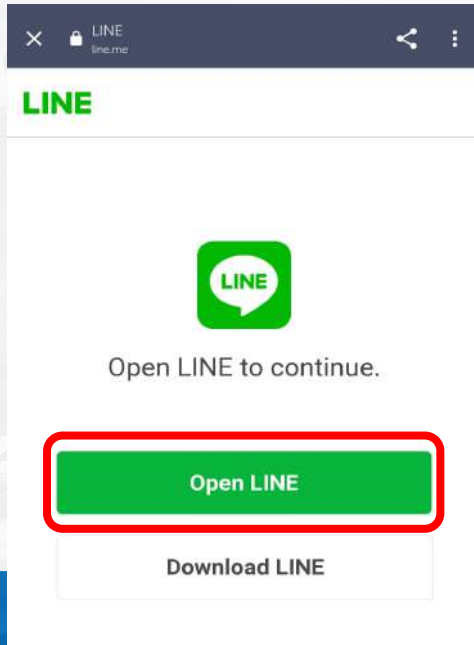 LINE
line.me
LINE
LINE
Open LINE to continue.
Open LINE
Download LINE